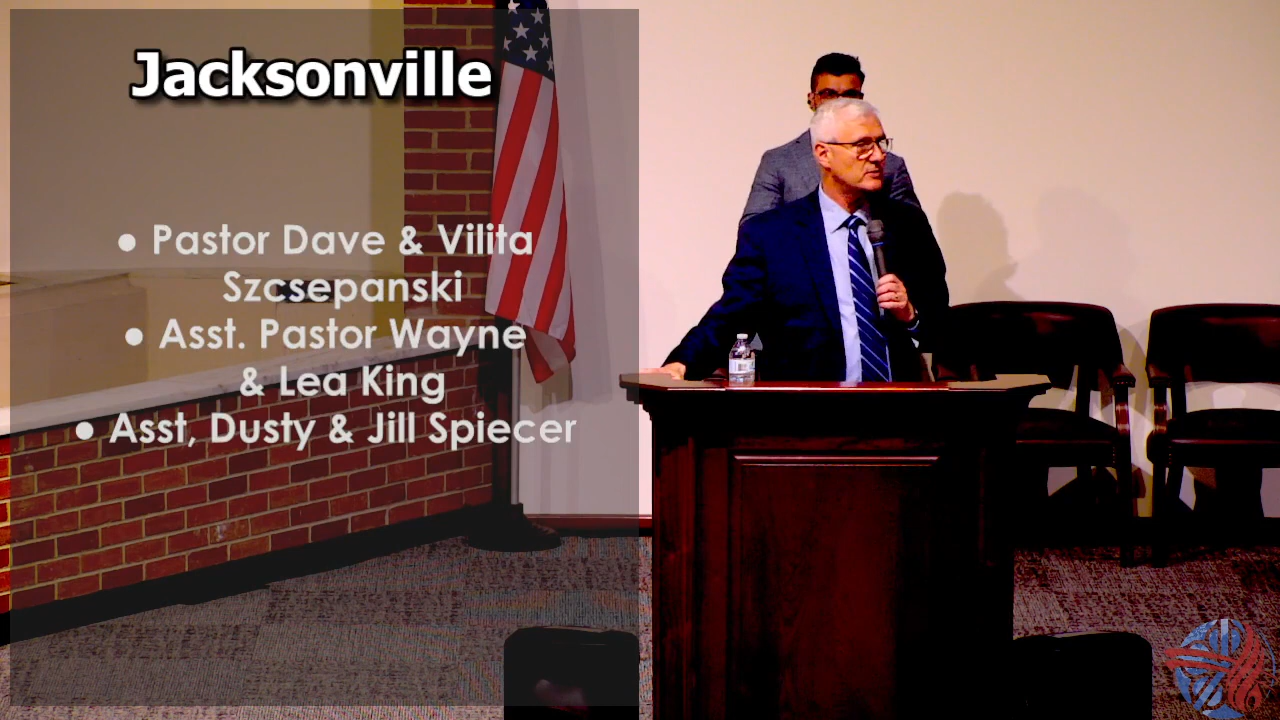 Jacksonville
● Pastor Dave & Vilita
Szcsepanski
● Asst. Pastor Wayne
& Lea King
● Asst, Dusty & Jill Spiecer